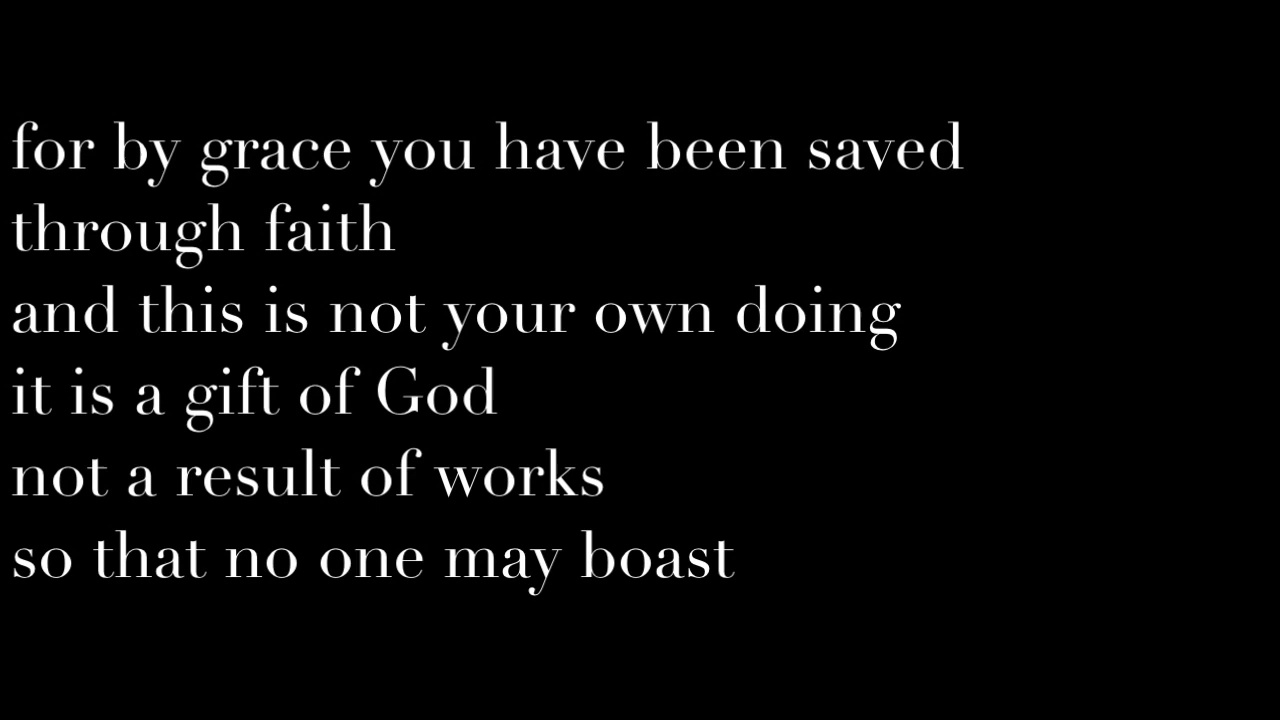 for by grace you have been saved
through faith
and this is not your own doing
it is a gift of God
not a result of works
so that no one may boast